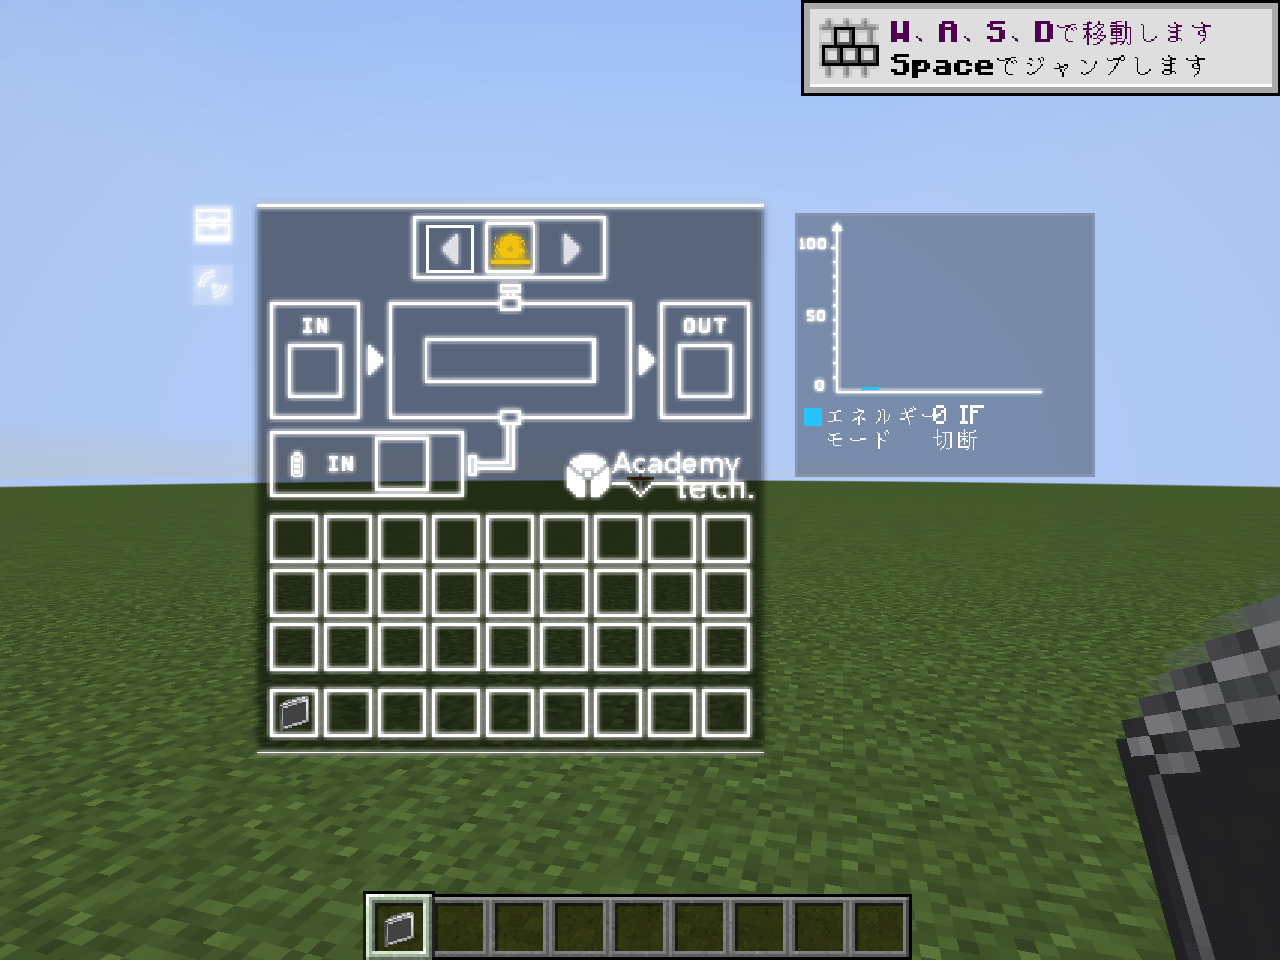 W、A、S、Dで移動します
Spaceでジャンプします
IN
OUT
IN
Academy
Tech.
100
50
0
エネルギー0 IF
モード 切断